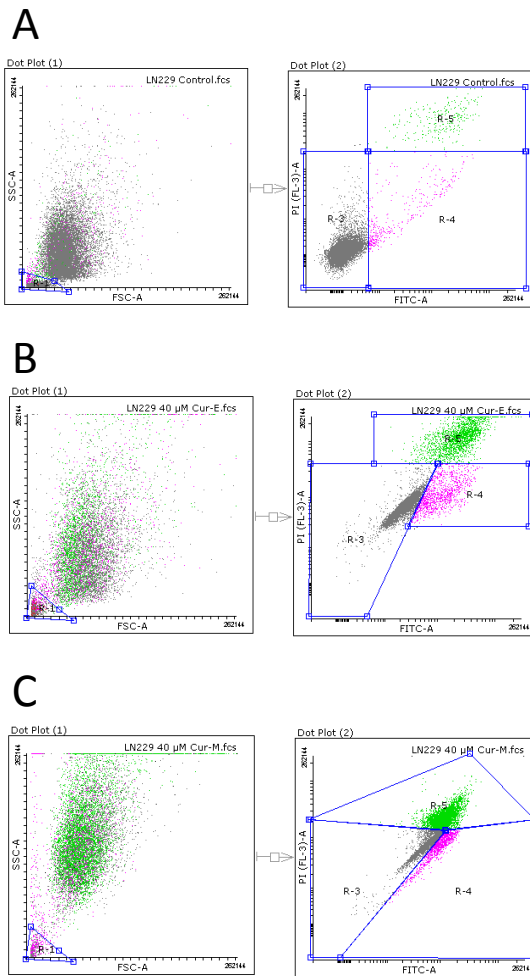 A
Dot Plot (1)
LN229 Control.fcs
262144
SSC-A
R-1
FSC-A
262144
Dot Plot (2)
LN229 Control.fcs
262144
PI (FL-3)-A
R-5
R-3
R-4
FITC-A
262144
B
Dot Plot (1)
LN229 40 µM Cur-E.fcs
262144
SSC-A
R-1
FSC-A
262144
Dot Plot (2)
LN229 40 µM Cur-E.fcs
262144
PI (FL-3)-A
R-5
R-4
R-3
FITC-A
262144
C
Dot Plot (1)
LN229 40 µM Cur-M.fcs
262144
SSC-A
R-1
FSC-A
262144
Dot Plot (2)
LN229 40 µM Cur-M.fcs
262144
PI (FL-3)-A
R-5
R-3
R-4
FITC-A
262144